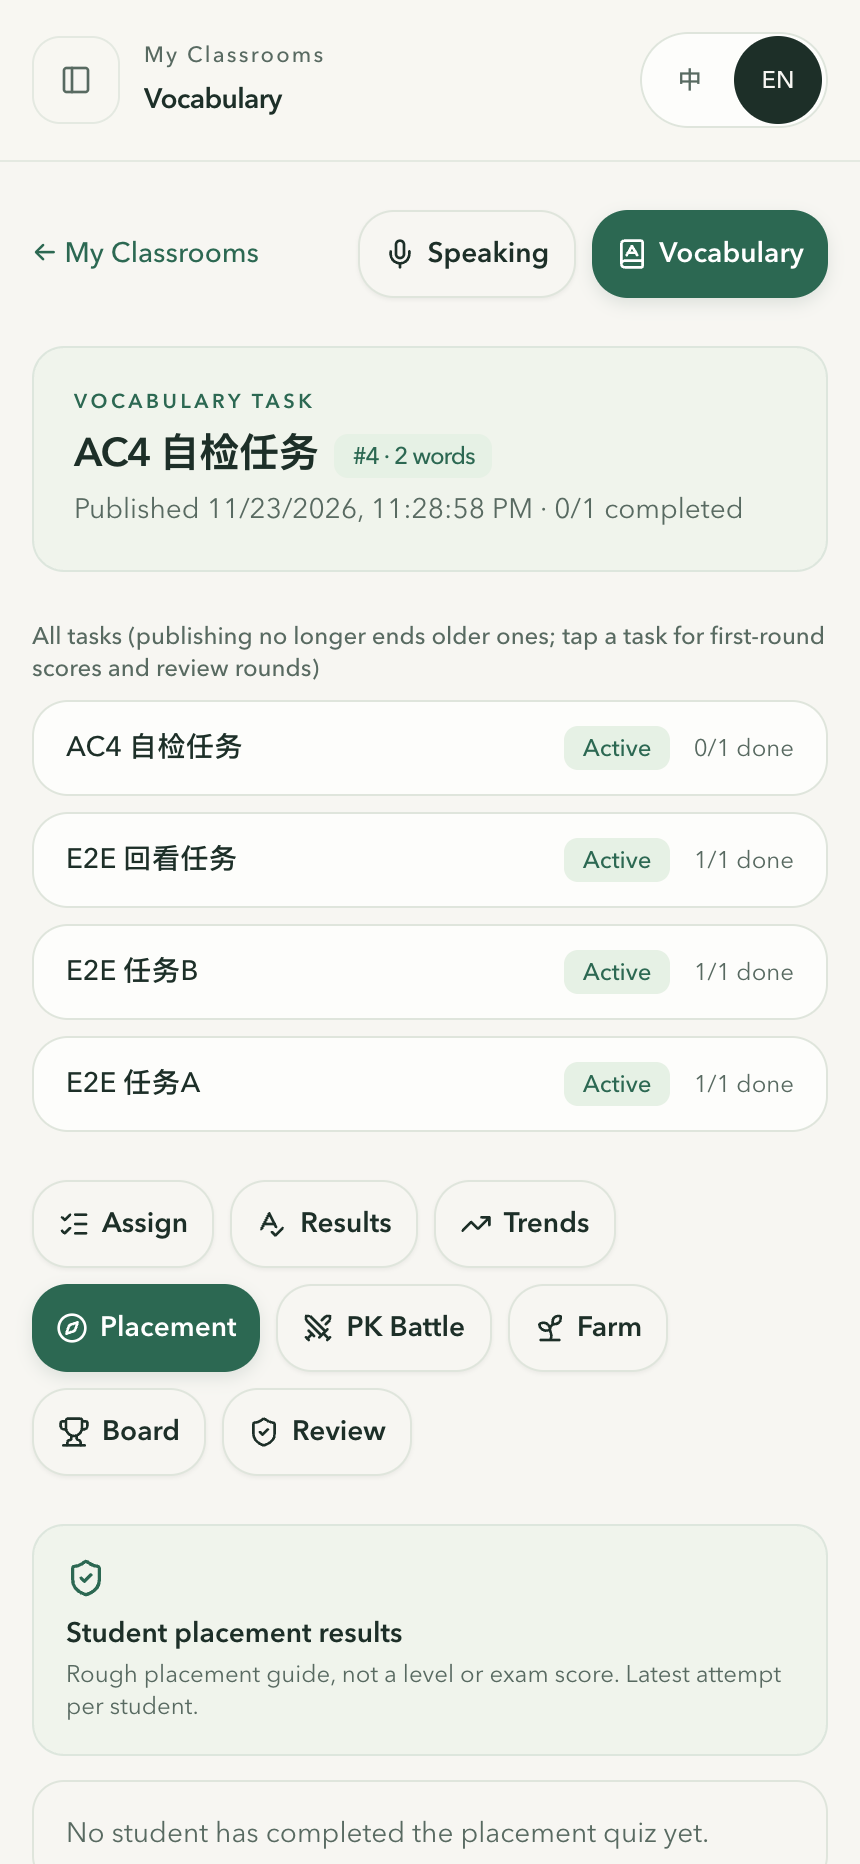 My Classrooms
Vocabulary
中
EN
← My Classrooms
Speaking
Vocabulary
VOCABULARY TASK
AC4 自检任务
#4 · 2 words
Published 11/23/2026, 11:28:58 PM · 0/1 completed
All tasks (publishing no longer ends older ones; tap a task for first-round
scores and review rounds)
AC4 自检任务
Active
0/1 done
E2E 回看任务
Active
1/1 done
E2E 任务B
Active
1/1 done
E2E 任务A
Active
1/1 done
Assign
Results
Trends
Placement
PK Battle
Farm
Board
Review
Student placement results
Rough placement guide, not a level or exam score. Latest attempt
per student.
No student has completed the placement quiz yet.